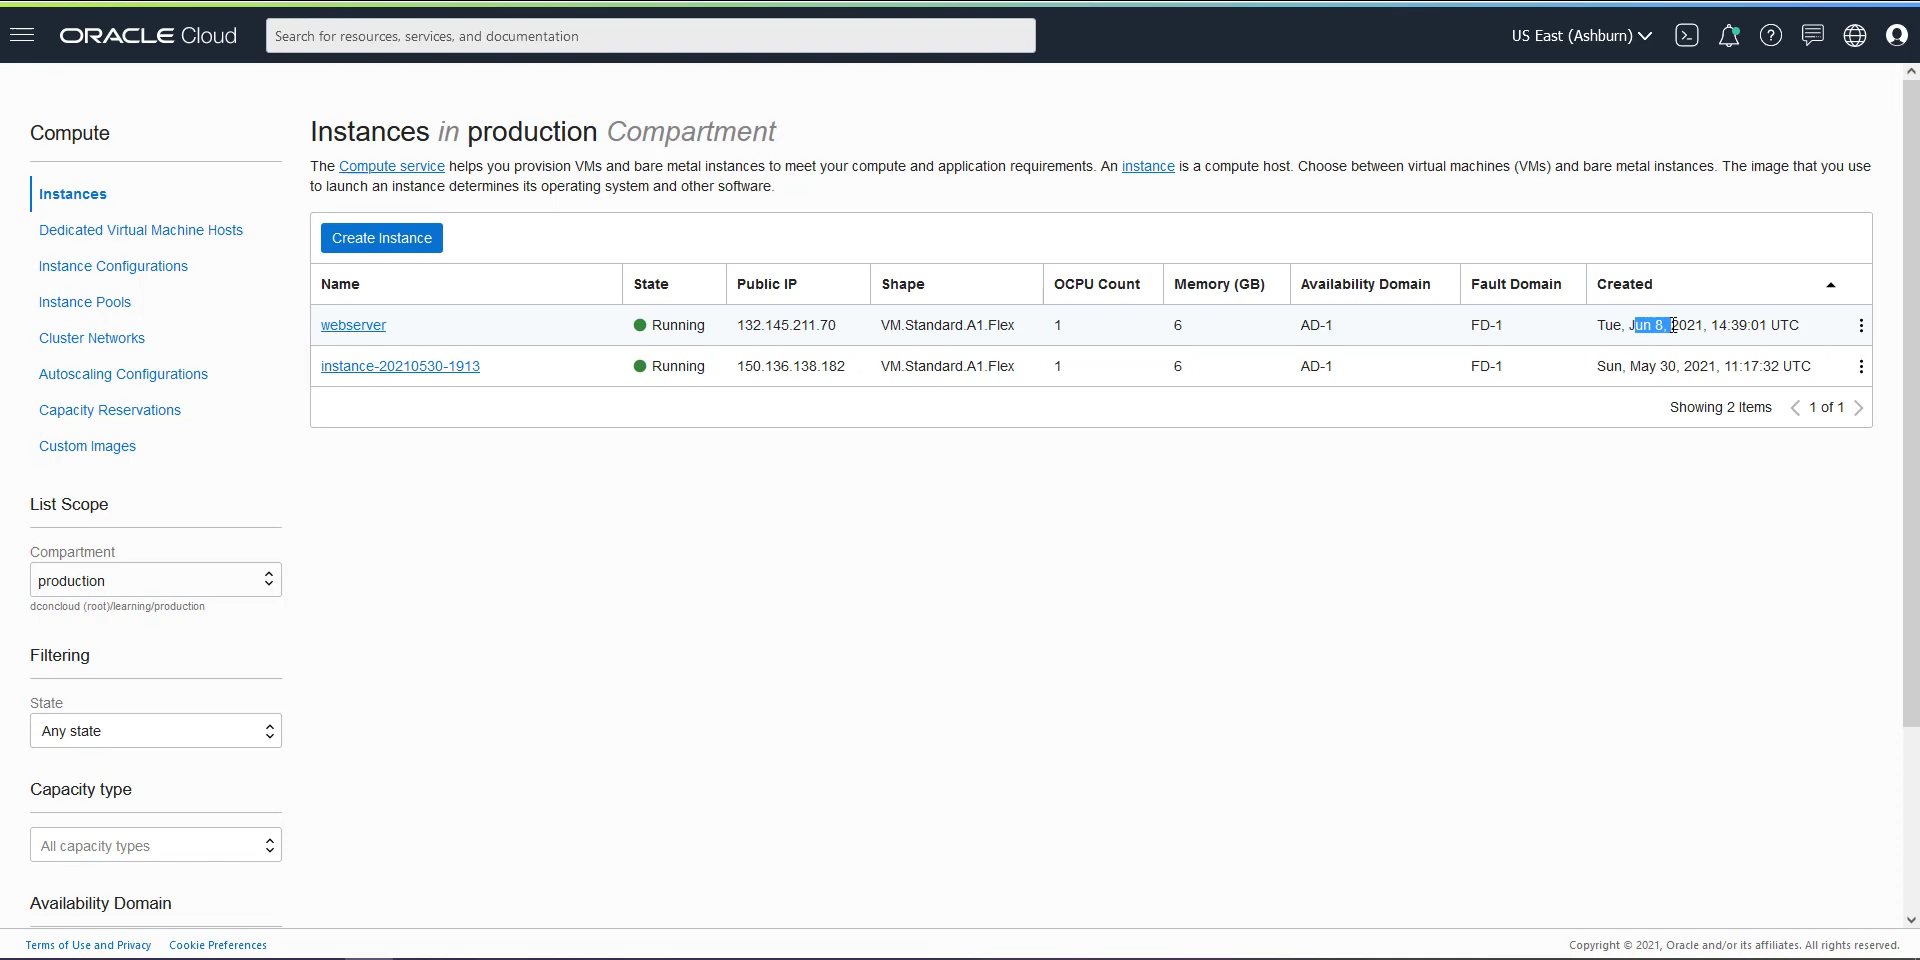 ORACLE Cloud
Search for resources, services, and documentation
US East (Ashburn)
Compute
Instances
Dedicated Virtual Machine Hosts
Instance Configurations
Instance Pools
Cluster Networks
Autoscaling Configurations
Capacity Reservations
Custom Images
List Scope
Compartment
production
dconcloud (root)/learning/production
Filtering
State
Any state
Capacity type
All capacity types
Availability Domain
Instances in production Compartment
The Compute service helps you provision VMs and bare metal instances to meet your compute and application requirements. An instance is a compute host. Choose between virtual machines (VMs) and bare metal instances. The image that you use
to launch an instance determines its operating system and other software.
Create Instance
Name State Public IP Shape OCPU Count Memory (GB) Availability Domain Fault Domain Created
webserver Running 132.145.211.70 VM.Standard.A1.Flex 1 6 AD-1 FD-1 Tue, Jun 8, 2021, 14:39:01 UTC
instance-20210530-1913 Running 150.136.138.182 VM.Standard.A1.Flex 1 6 AD-1 FD-1 Sun, May 30, 2021, 11:17:32 UTC
Showing 2 Items 1 of 1
Terms of Use and Privacy Cookie Preferences
Copyright © 2021, Oracle and/or its affiliates. All rights reserved.